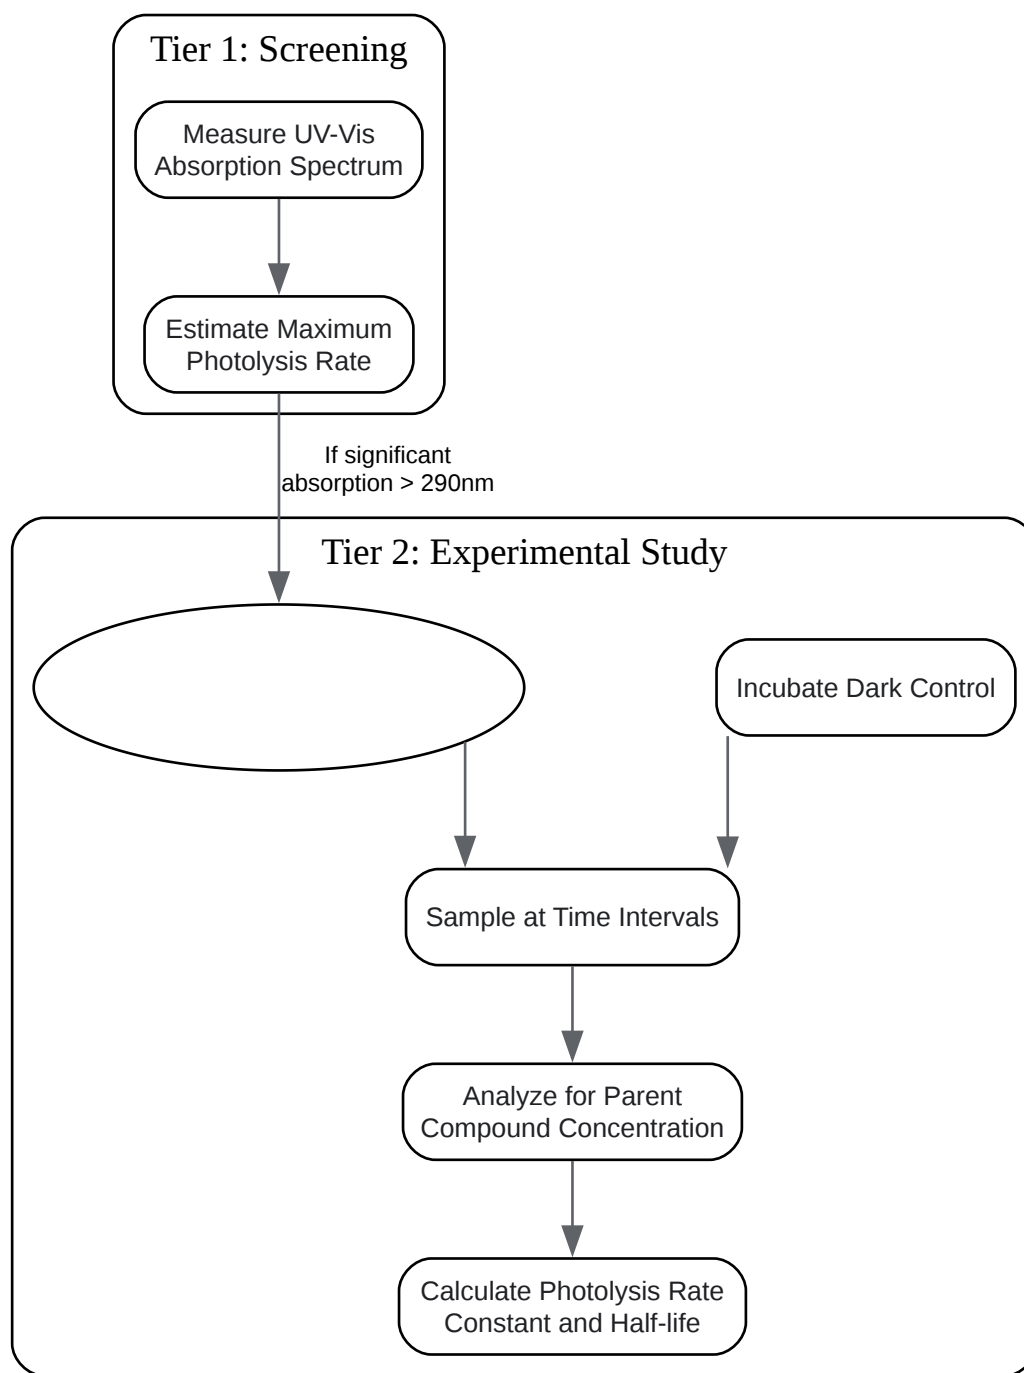 Tier 1: Screening
Measure UV-Vis
Absorption Spectrum
Estimate Maximum
Photolysis Rate
If significant
absorption > 290nm
Tier 2: Experimental Study
Incubate Dark Control
Sample at Time Intervals
Analyze for Parent
Compound Concentration
Calculate Photolysis Rate
Constant and Half-life